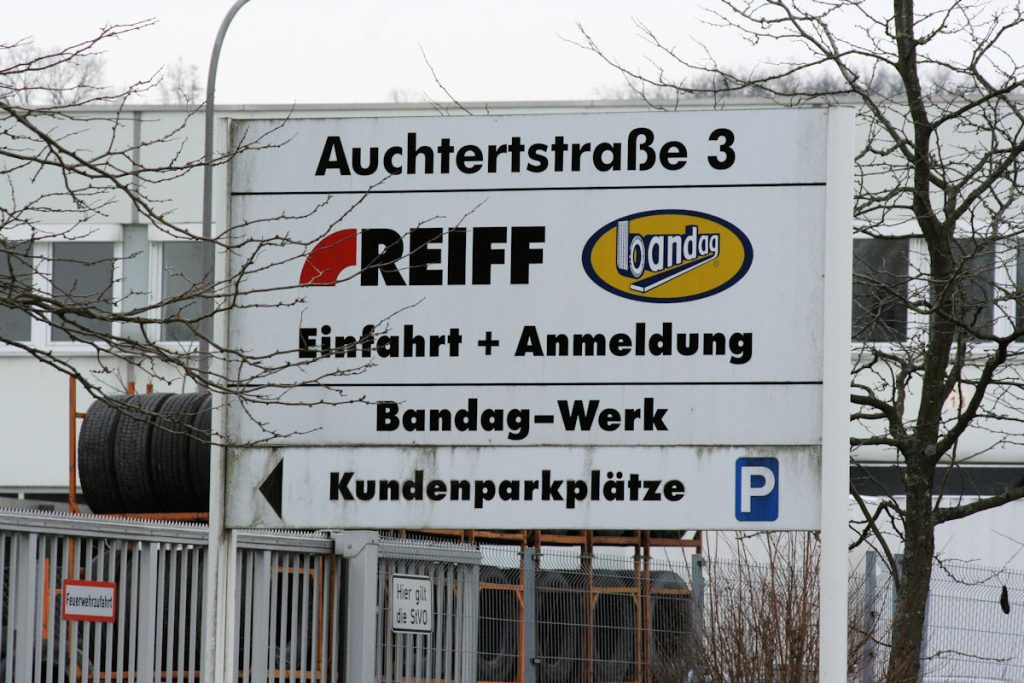 Auchtertstraße 3
REIFF bandag
Einfahrt + Anmeldung
Bandag-Werk
Kundenparkplätze P
Feuerwehrzufahrt
Hier gilt
die StVO